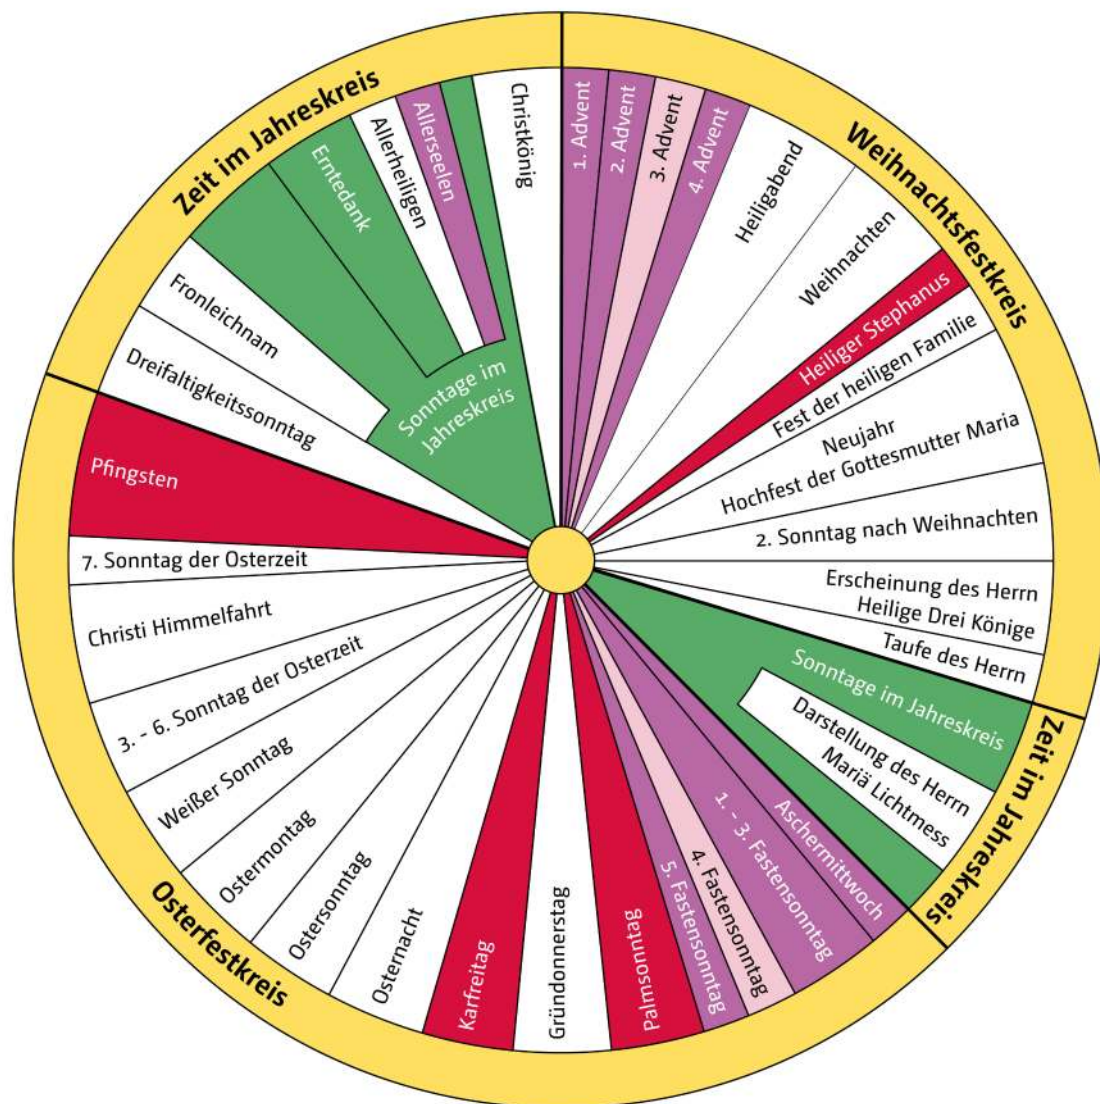 Weihnachtsfestkreis
1. Advent
2. Advent
3. Advent
4. Advent
Heiligabend
Weihnachten
Heiliger Stephanus
Fest der heiligen Familie
Neujahr
Hochfest der Gottesmutter Maria
2. Sonntag nach Weihnachten
Erscheinung des Herrn
Heilige Drei Könige
Taufe des Herrn
Zeit im Jahreskreis
Sonntage im Jahreskreis
Darstellung des Herrn
Mariä Lichtmess
Osterfestkreis
Aschermittwoch
1. - 3. Fastensonntag
4. Fastensonntag
5. Fastensonntag
Palmsonntag
Gründonnerstag
Karfreitag
Osternacht
Ostersonntag
Ostermontag
Weißer Sonntag
3. - 6. Sonntag der Osterzeit
Christi Himmelfahrt
7. Sonntag der Osterzeit
Pfingsten
Zeit im Jahreskreis
Dreifaltigkeitssonntag
Fronleichnam
Sonntage im
Jahreskreis
Erntedank
Allerheiligen
Allerseelen
Christkönig